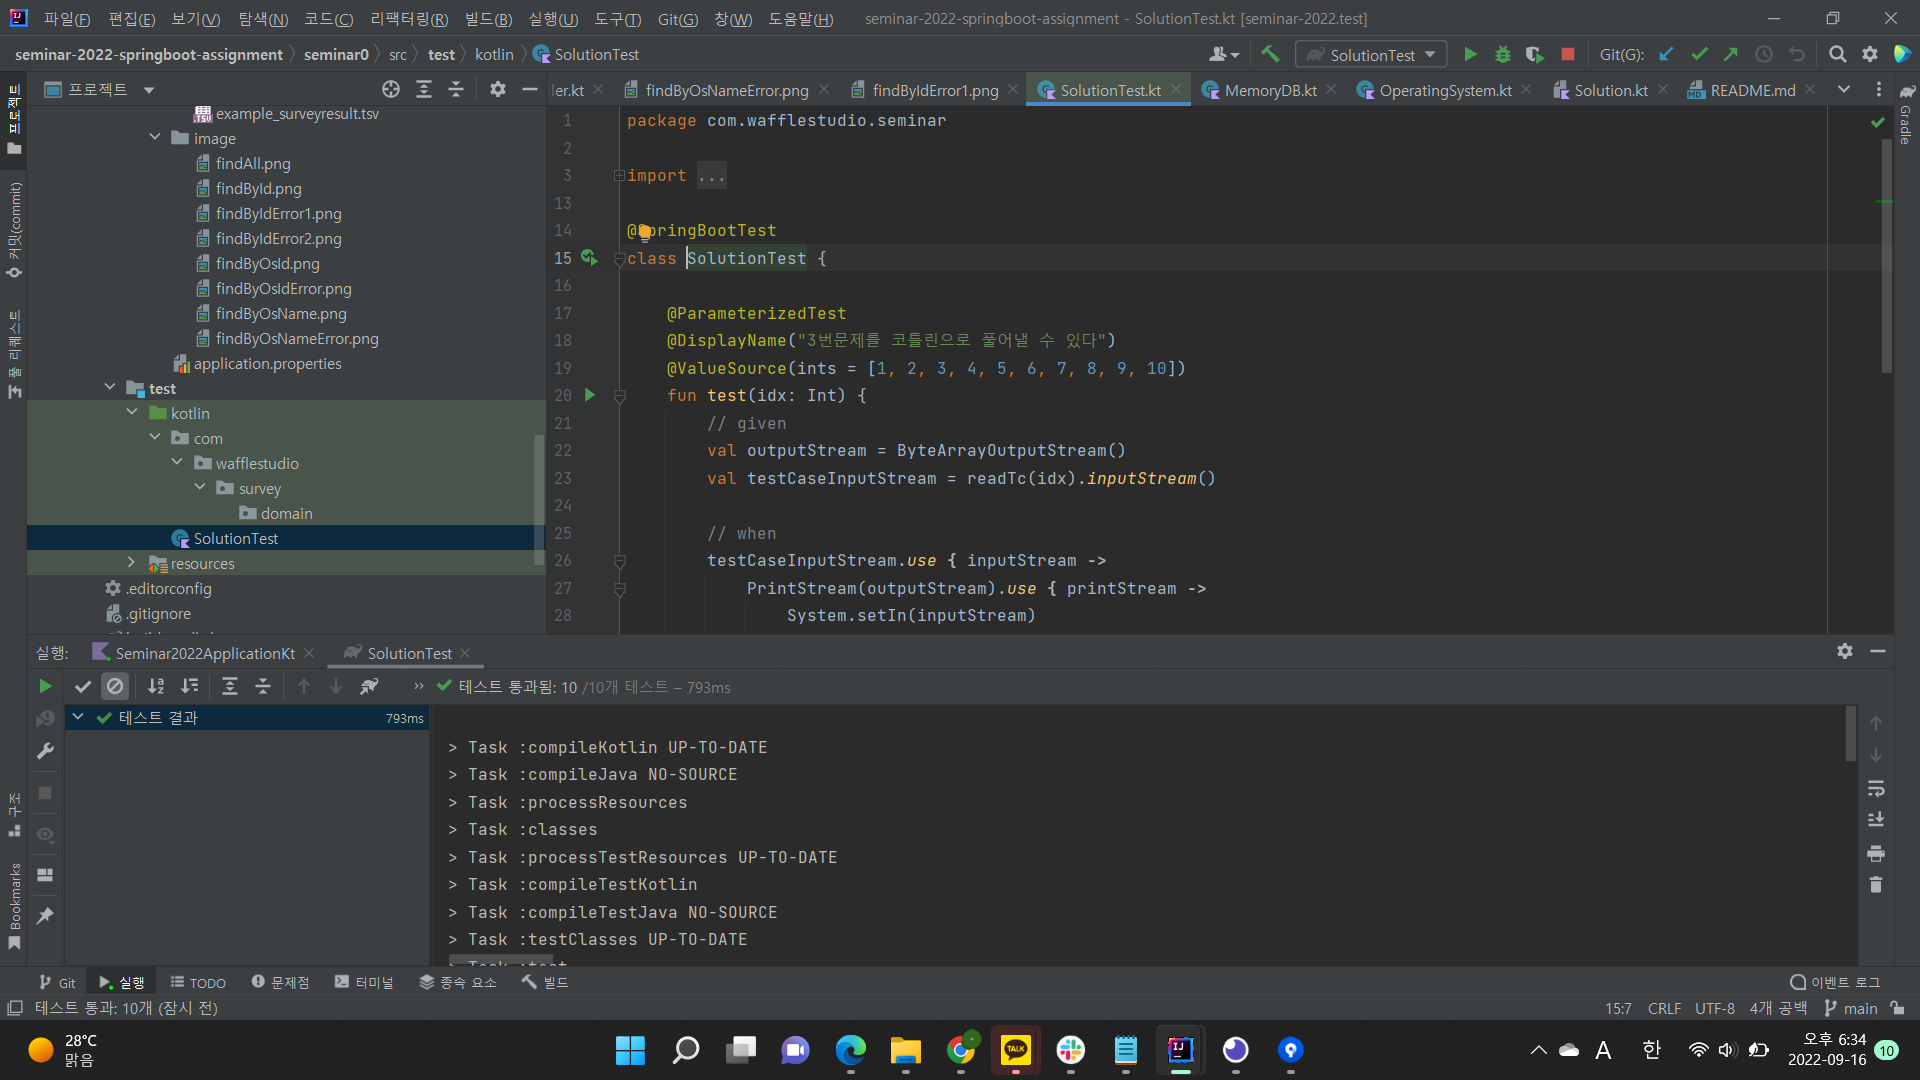 파일(F) 편집(E) 보기(V) 탐색(N) 코드(C) 리팩터링(R) 빌드(B) 실행(U) 도구(T) Git(G) 창(W) 도움말(H) seminar-2022-springboot-assignment - SolutionTest.kt [seminar-2022.test]
seminar-2022-springboot-assignment seminar0 src test kotlin SolutionTest
SolutionTest Git(G):
프로젝트
프로젝트
커밋(commit)
풀 리퀘스트
구조
Bookmarks
example_surveyresult.tsv
image
findAll.png
findById.png
findByIdError1.png
findByIdError2.png
findByOsId.png
findByOsIdError.png
findByOsName.png
findByOsNameError.png
application.properties
test
kotlin
com
wafflestudio
survey
domain
SolutionTest
resources
.editorconfig
.gitignore
ler.kt findByOsNameError.png findByIdError1.png SolutionTest.kt MemoryDB.kt OperatingSystem.kt Solution.kt README.md
Gradle
1 package com.wafflestudio.seminar
2
3 import ...
13
14 @SpringBootTest
15 class SolutionTest {
16
17 @ParameterizedTest
18 @DisplayName("3번문제를 코틀린으로 풀어낼 수 있다")
19 @ValueSource(ints = [1, 2, 3, 4, 5, 6, 7, 8, 9, 10])
20 fun test(idx: Int) {
21 // given
22 val outputStream = ByteArrayOutputStream()
23 val testCaseInputStream = readTc(idx).inputStream()
24
25 // when
26 testCaseInputStream.use { inputStream ->
27 PrintStream(outputStream).use { printStream ->
28 System.setIn(inputStream)
실행: Seminar2022ApplicationKt SolutionTest
» 테스트 통과됨: 10 /10개 테스트 – 793ms
테스트 결과 793ms
> Task :compileKotlin UP-TO-DATE
> Task :compileJava NO-SOURCE
> Task :processResources
> Task :classes
> Task :processTestResources UP-TO-DATE
> Task :compileTestKotlin
> Task :compileTestJava NO-SOURCE
> Task :testClasses UP-TO-DATE
> Task :test
Git 실행 TODO 문제점 터미널 종속 요소 빌드 이벤트 로그
테스트 통과: 10개 (잠시 전) 15:7 CRLF UTF-8 4개 공백 main
28°C
맑음
TALK
IJ
A 한
오후 6:34
2022-09-16
10